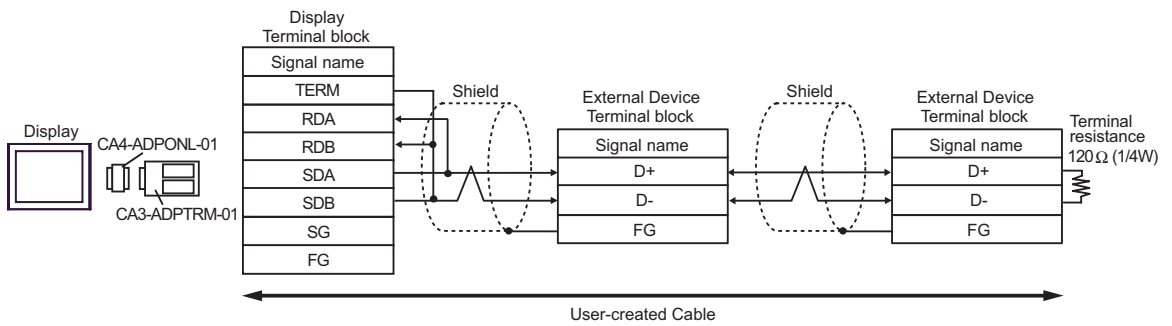 Display
CA4-ADPONL-01
CA3-ADPTRM-01
Display
Terminal block
Signal name
TERM
RDA
RDB
SDA
SDB
SG
FG
Shield
External Device
Terminal block
Signal name
D+
D-
FG
Shield
External Device
Terminal block
Signal name
D+
D-
FG
Terminal
resistance
120Ω (1/4W)
User-created Cable